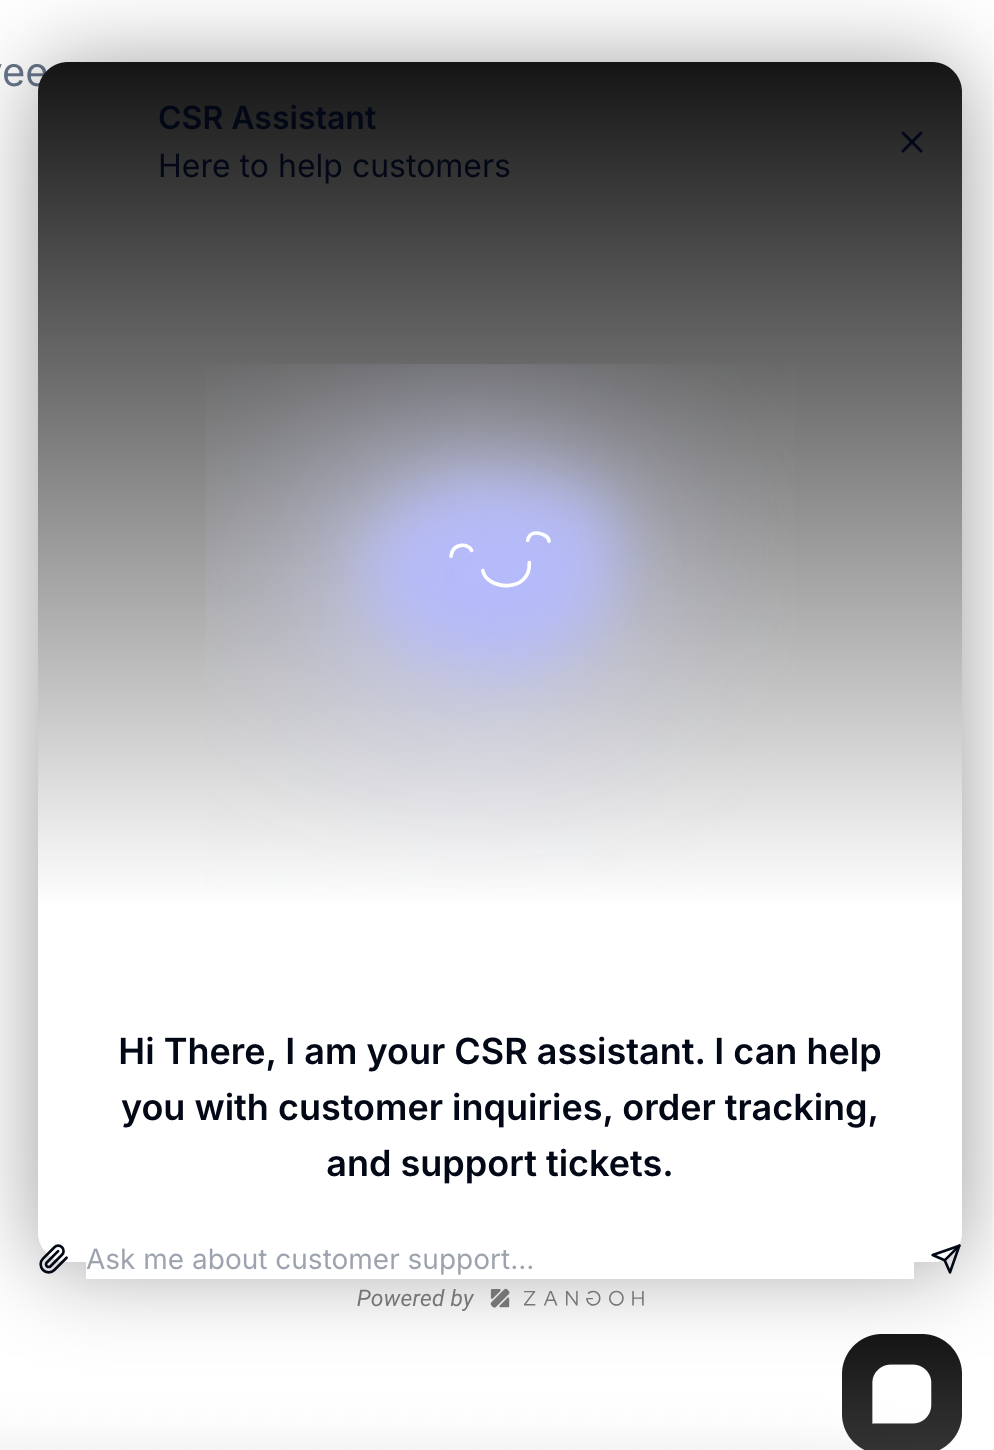 CSR Assistant
Here to help customers
Hi There, I am your CSR assistant. I can help
you with customer inquiries, order tracking,
and support tickets.
Ask me about customer support...
Powered by ZANGOH